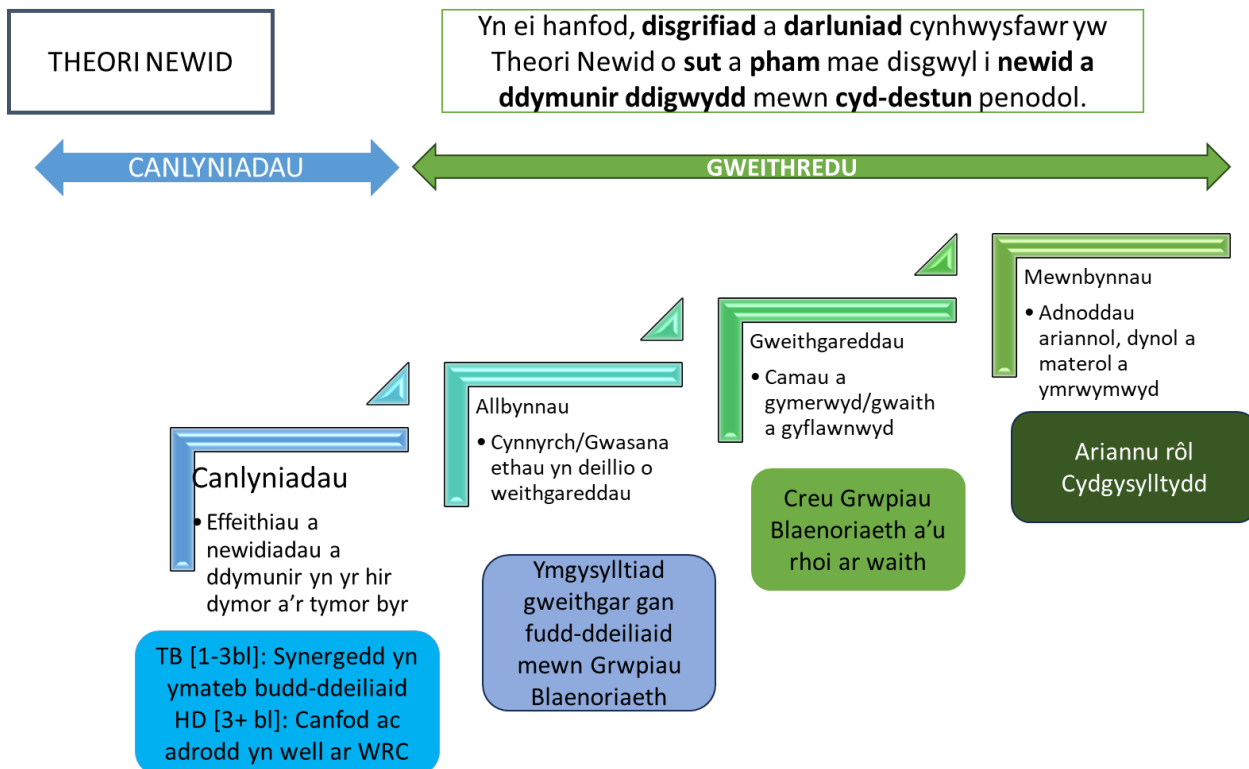 THEORI NEWID
Yn ei hanfod, disgrifiad a darluniad cynhwysfawr yw
Theori Newid o sut a pham mae disgwyl i newid a
ddymunir ddigwydd mewn cyd-destun penodol.
CANLYNIADAU
GWEITHREDU
Canlyniadau
• Effeithiau a
newidiadau a
ddymunir yn yr hir
dymor a'r tymor byr
TB [1-3bl]: Synergedd yn
ymateb budd-ddeiliaid
HD [3+ bl]: Canfod ac
adrodd yn well ar WRC
Allbynnau
• Cynnyrch/Gwasana
ethau yn deillio o
weithgareddau
Ymgysylltiad
gweithgar gan
fudd-ddeiliaid
mewn Grwpiau
Blaenoriaeth
Gweithgareddau
• Camau a
gymerwyd/gwaith
a gyflawnwyd
Creu Grwpiau
Blaenoriaeth a'u
rhoi ar waith
Mewnbynnau
• Adnoddau
ariannol, dynol a
materol a
ymrwymwyd
Ariannu rôl
Cydgysylltydd